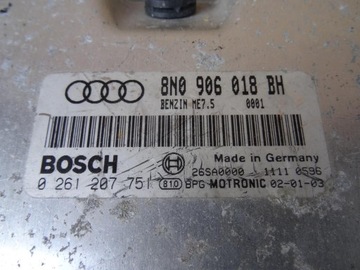 8N0 906 018 BH
BENZIN ME7.5 0001
BOSCH
Made in Germany
26SA0000 1111 0596
0 261 207 751 810 BPG MOTRONIC 02-01-03